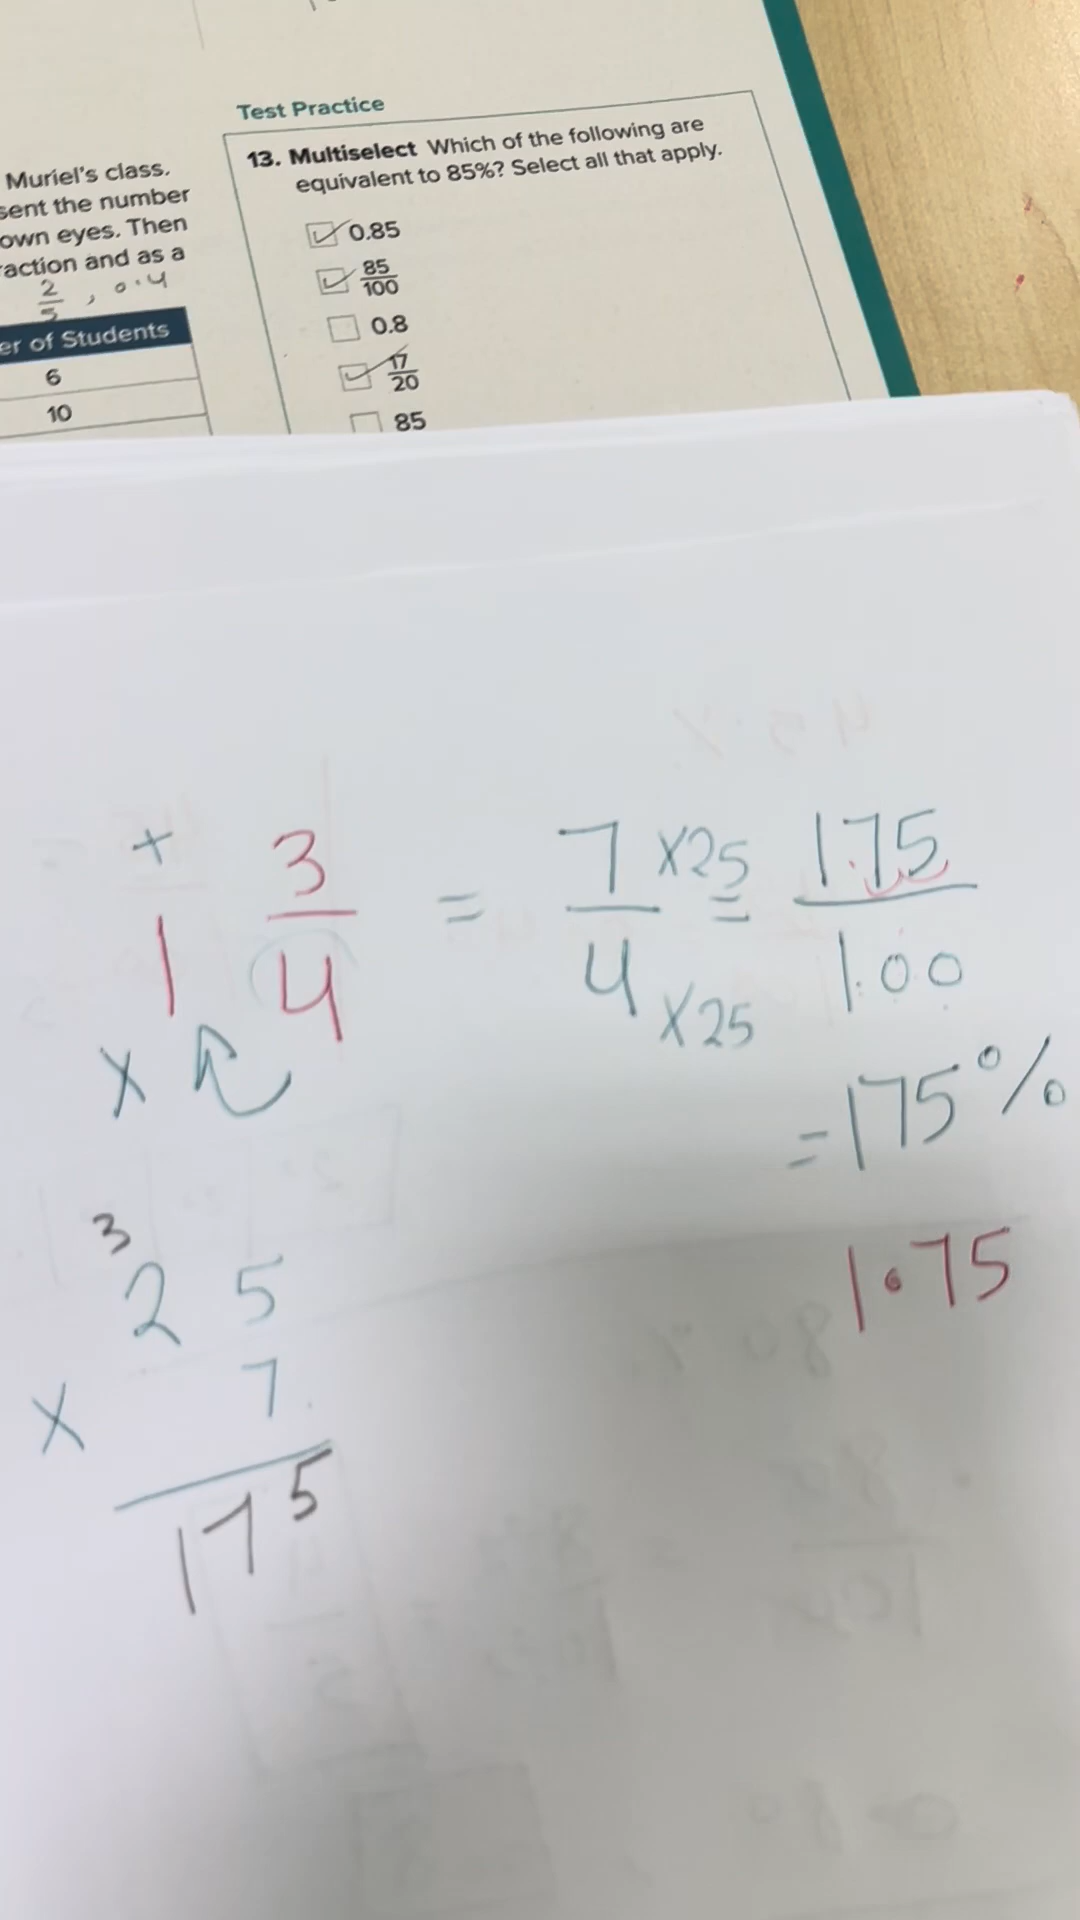 Test Practice
13. Multiselect Which of the following are
equivalent to 85%? Select all that apply.
0.85
85/100
0.8
17/20
85
Muriel's class.
sent the number
own eyes. Then
raction and as a
2/5 , 0.4
er of Students
6
10
+
1 3/4 = 7/4 ×25/×25 = 175/100
×
= 175%
1.75
3
25
× 7
175